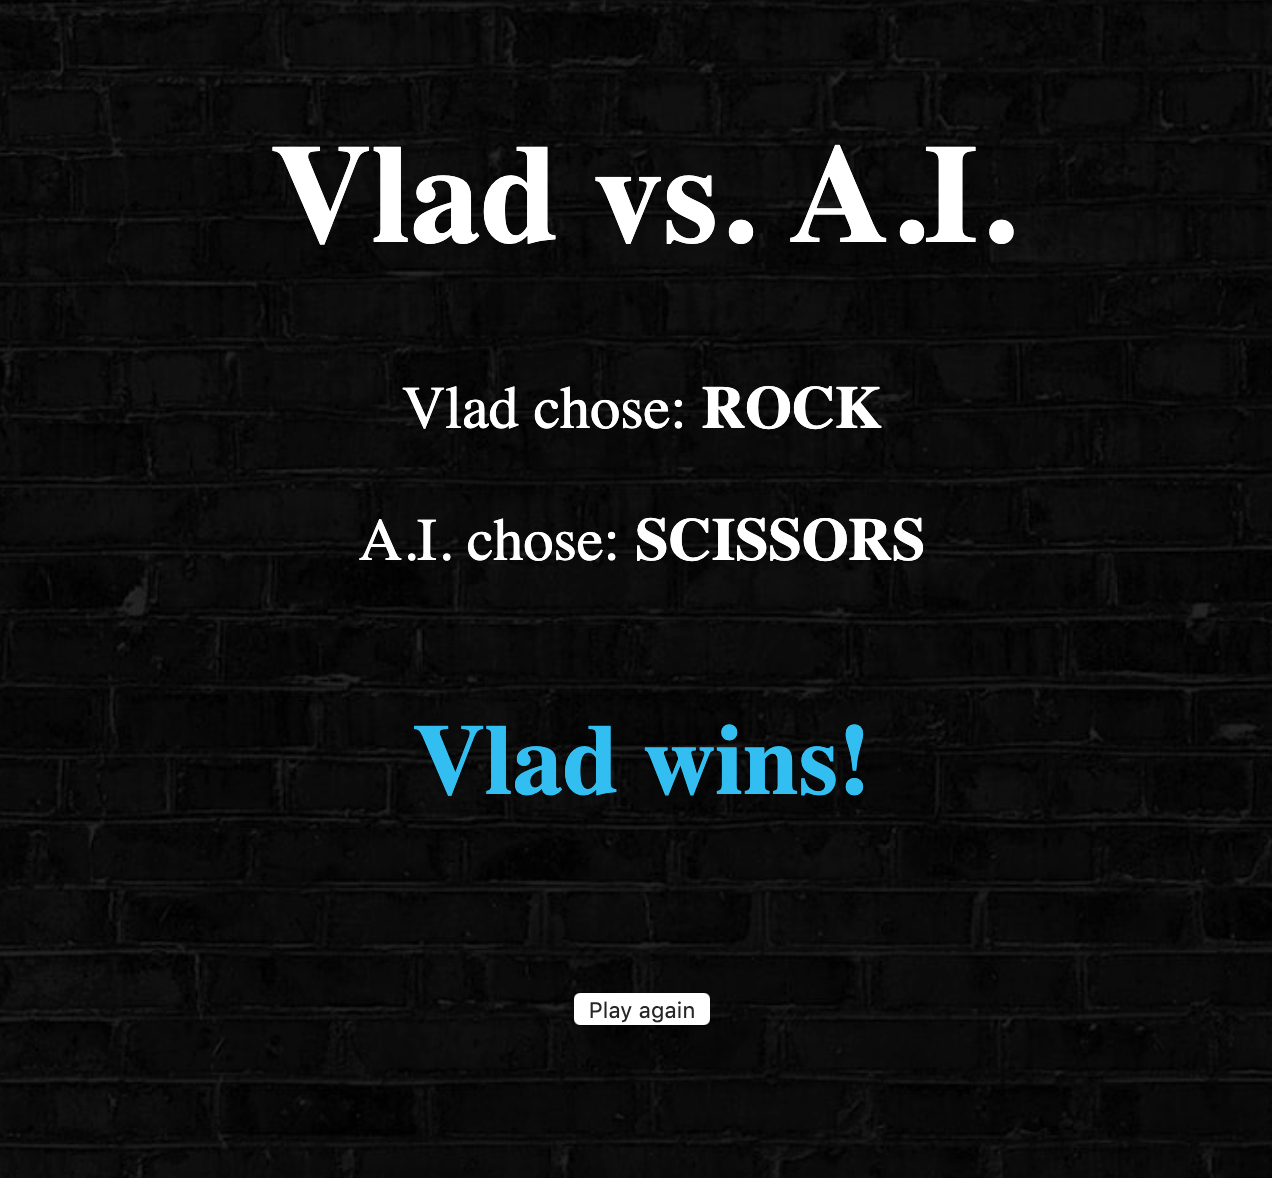 Vlad vs. A.I.
Vlad chose: ROCK
A.I. chose: SCISSORS
Vlad wins!
Play again